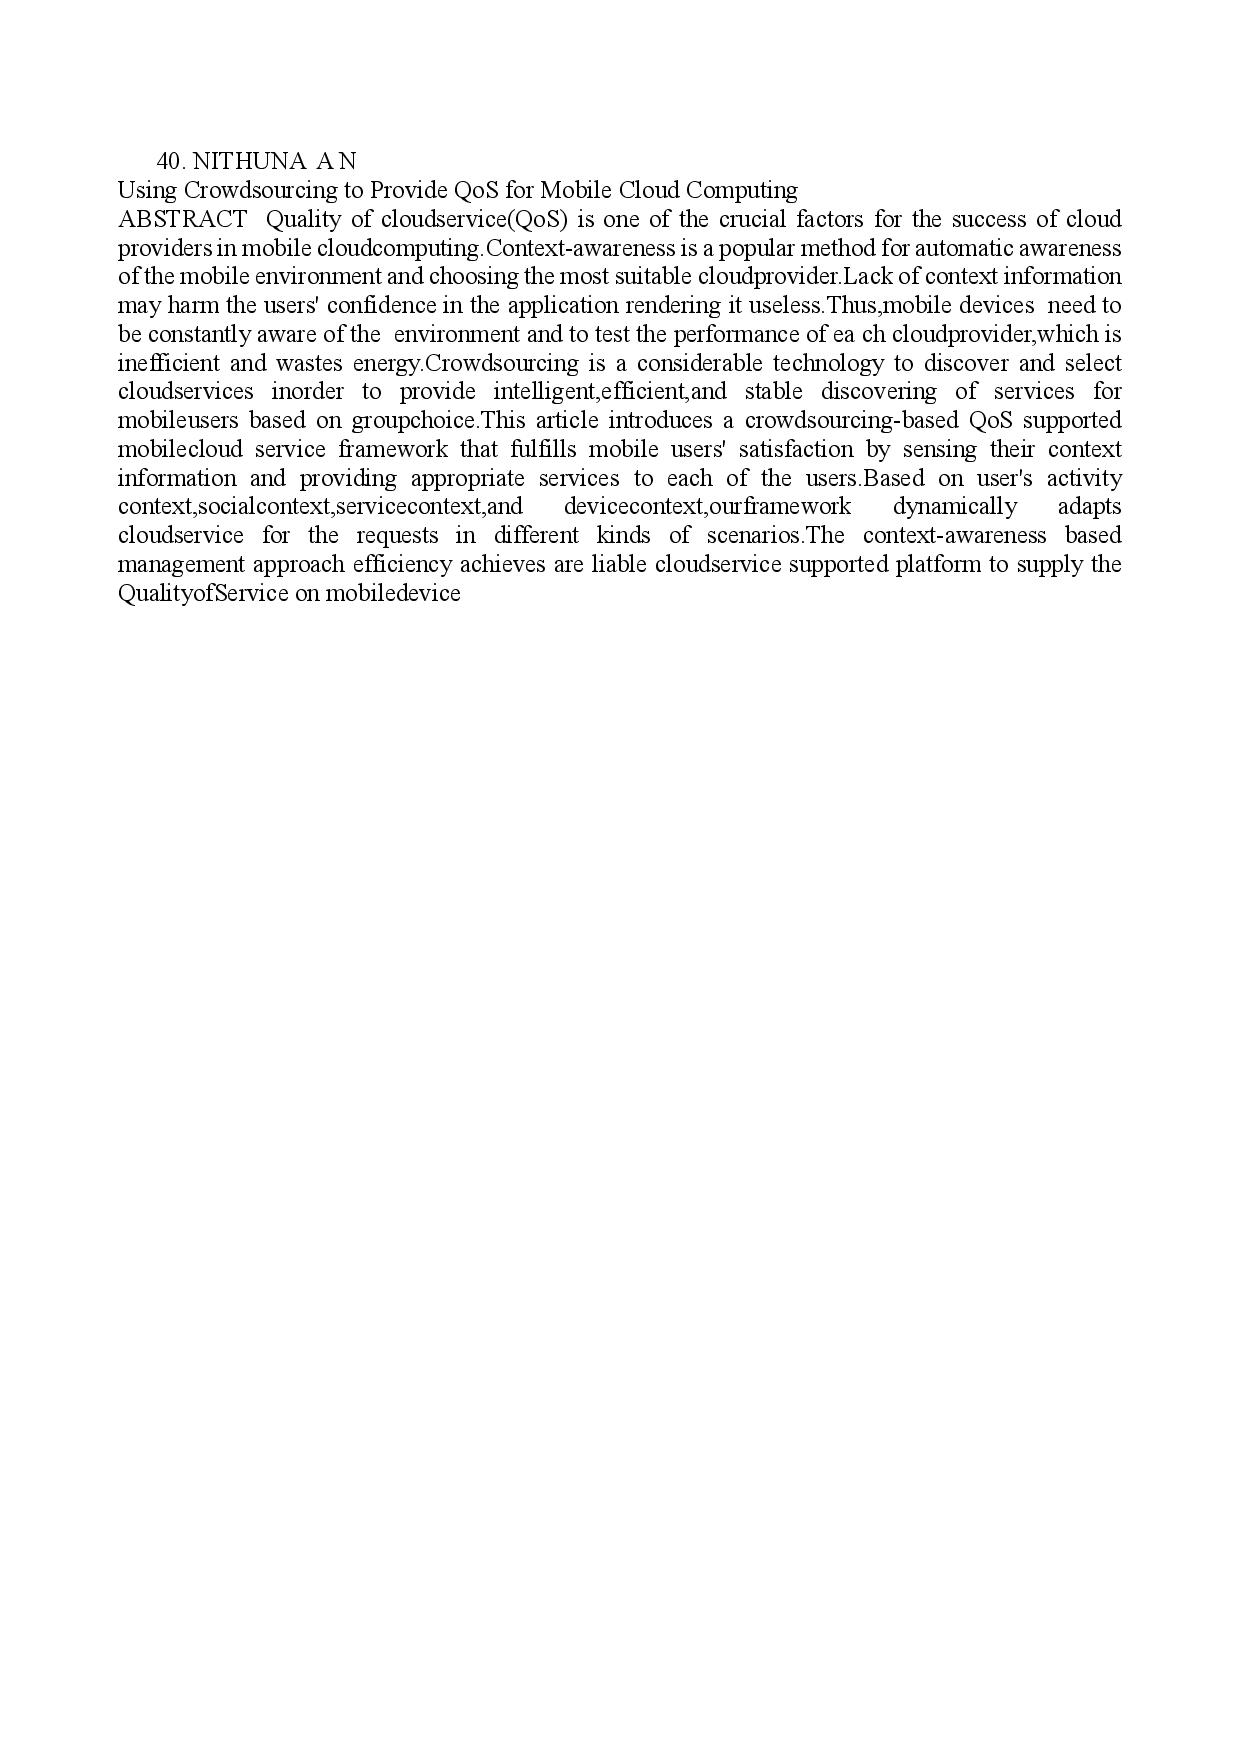 40. NITHUNA A N
Using Crowdsourcing to Provide QoS for Mobile Cloud Computing
ABSTRACT Quality of cloudservice(QoS) is one of the crucial factors for the success of cloud
providers in mobile cloudcomputing.Context-awareness is a popular method for automatic awareness
of the mobile environment and choosing the most suitable cloudprovider.Lack of context information
may harm the users' confidence in the application rendering it useless.Thus,mobile devices need to
be constantly aware of the environment and to test the performance of ea ch cloudprovider,which is
inefficient and wastes energy.Crowdsourcing is a considerable technology to discover and select
cloudservices inorder to provide intelligent,efficient,and stable discovering of services for
mobileusers based on groupchoice.This article introduces a crowdsourcing-based QoS supported
mobilecloud service framework that fulfills mobile users' satisfaction by sensing their context
information and providing appropriate services to each of the users.Based on user's activity
context,socialcontext,servicecontext,and devicecontext,ourframework dynamically adapts
cloudservice for the requests in different kinds of scenarios.The context-awareness based
management approach efficiency achieves are liable cloudservice supported platform to supply the
QualityofService on mobiledevice